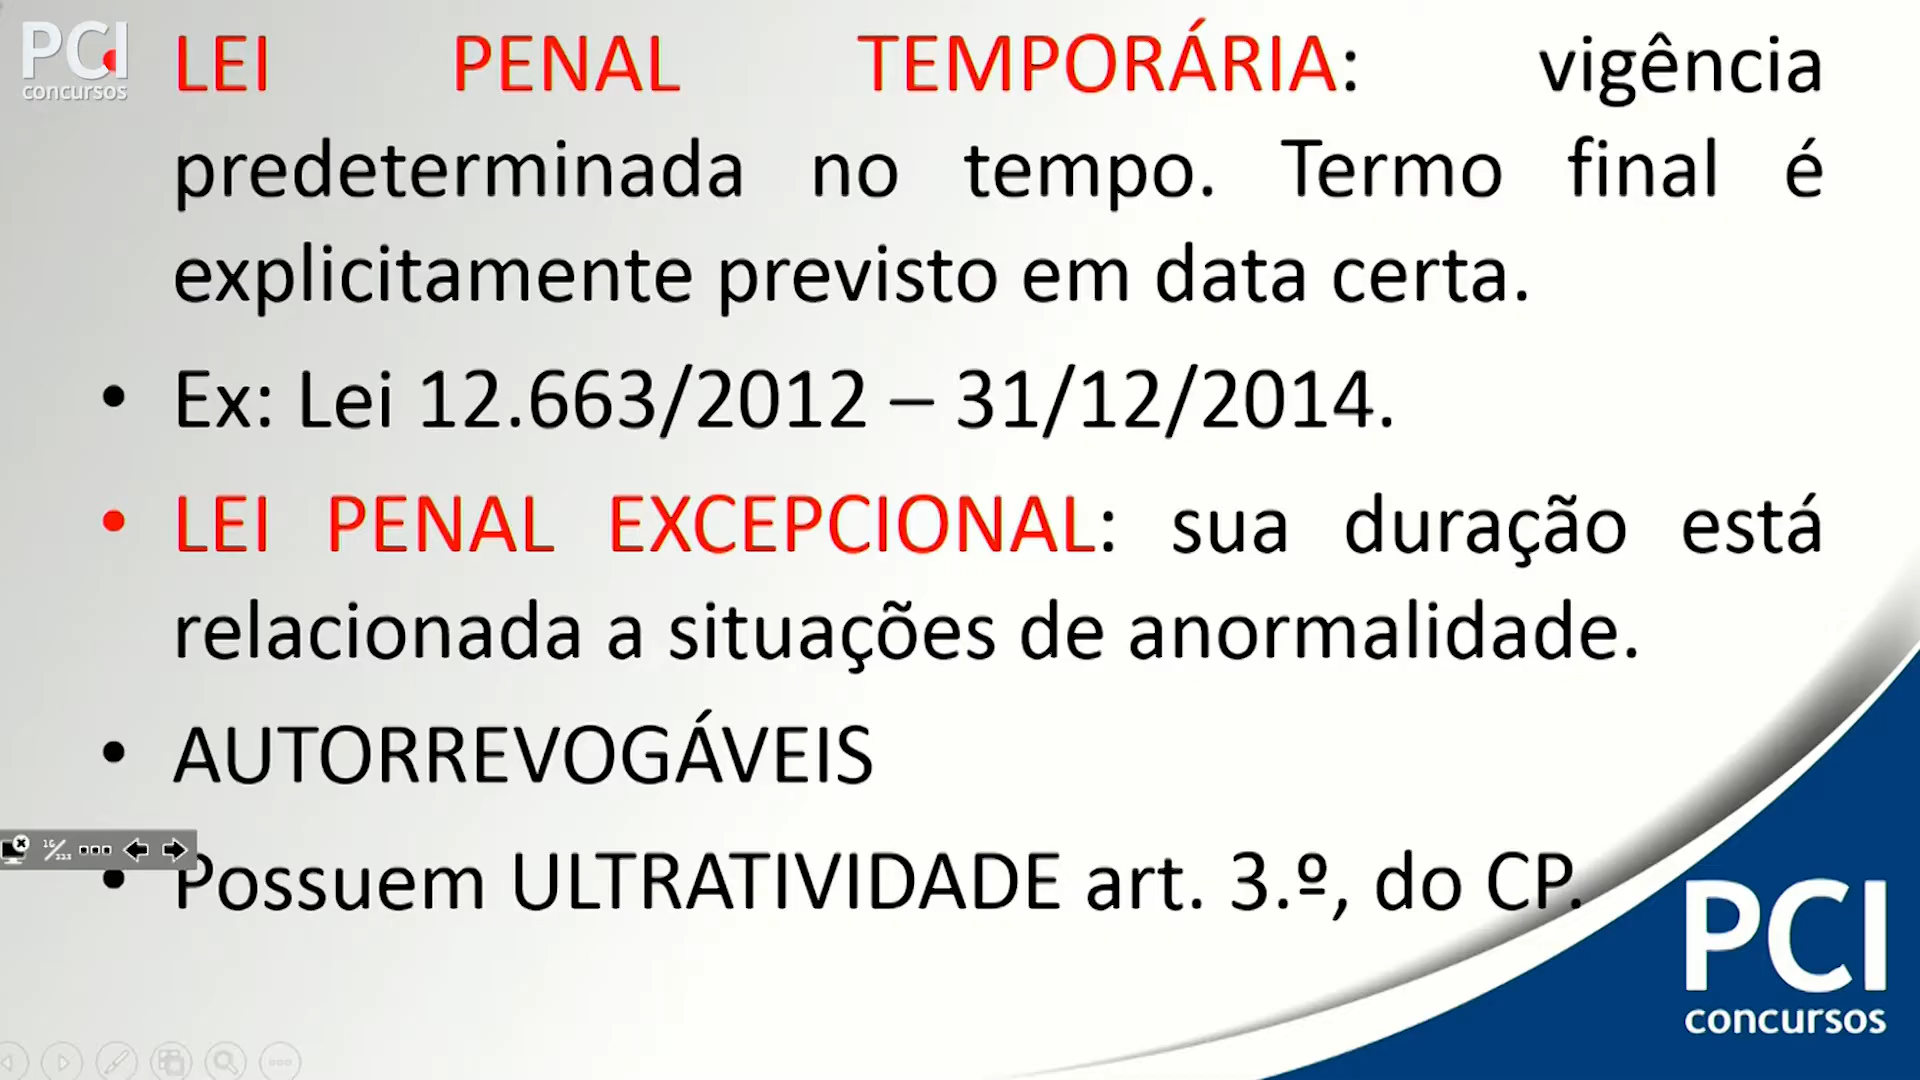 PCI
concursos
LEI PENAL TEMPORÁRIA: vigência
predeterminada no tempo. Termo final é
explicitamente previsto em data certa.
• Ex: Lei 12.663/2012 – 31/12/2014.
• LEI PENAL EXCEPCIONAL: sua duração está
relacionada a situações de anormalidade.
• AUTORREVOGÁVEIS
• Possuem ULTRATIVIDADE art. 3.º, do CP.
PCI
concursos